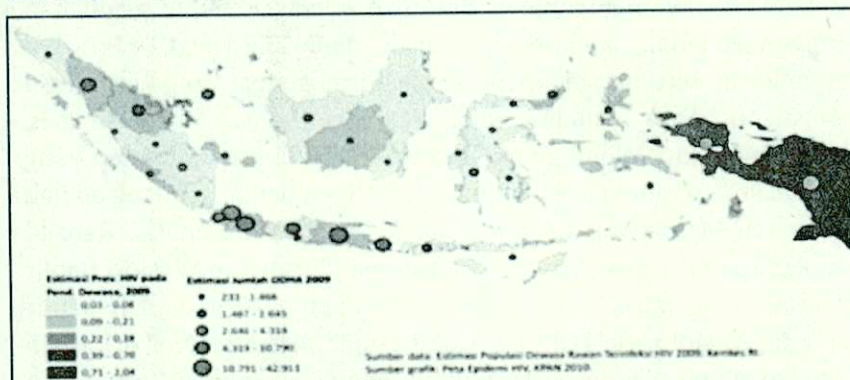 Estimasi Prev. HIV pada
Pend. Dewasa, 2009
0,03 - 0,08
0,09 - 0,21
0,22 - 0,38
0,39 - 0,70
0,71 - 1,04
Estimasi Jumlah ODHA 2009
233 - 1.466
1.467 - 2.645
2.646 - 4.318
4.319 - 10.790
10.791 - 42.913
Sumber data: Estimasi Populasi Dewasa Rawan Terinfeksi HIV 2009, Kemkes RI.
Sumber grafik: Peta Epidemi HIV, KPAN 2010.